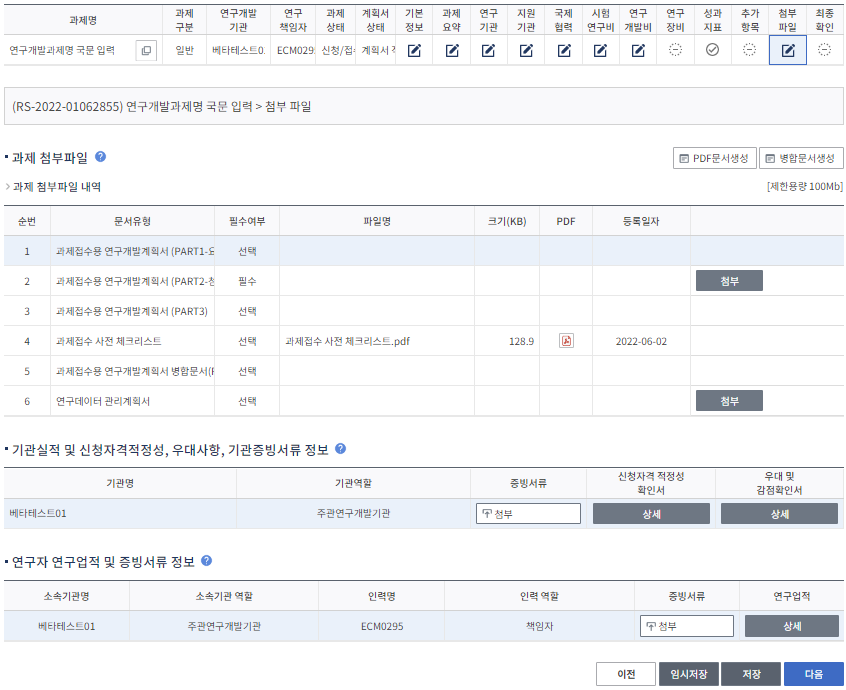 과제명 과제 구분 연구개발 기관 연구 책임자 과제 상태 계획서 상태 기본 정보 과제 요약 연구 기관 지원 기관 국제 협력 시험 연구비 연구 개발비 연구 장비 성과 지표 추가 항목 첨부 파일 최종 확인
연구개발과제명 국문 입력 일반 베타테스트0 ECM029 신청/접수 계획서 작
(RS-2022-01062855) 연구개발과제명 국문 입력 > 첨부 파일
과제 첨부파일 PDF문서생성 병합문서생성
과제 첨부파일 내역 [제한용량 100Mb]
순번 문서유형 필수여부 파일명 크기(KB) PDF 등록일자
1 과제접수용 연구개발계획서 (PART1-요 선택
2 과제접수용 연구개발계획서 (PART2-첨 필수 첨부
3 과제접수용 연구개발계획서 (PART3) 선택
4 과제접수 사전 체크리스트 선택 과제접수 사전 체크리스트.pdf 128.9 2022-06-02
5 과제접수용 연구개발계획서 병합문서(P 선택
6 연구데이터 관리계획서 선택 첨부
기관실적 및 신청자격적정성, 우대사항, 기관증빙서류 정보
기관명 기관역할 증빙서류 신청자격 적정성 확인서 우대 및 감점확인서
베타테스트01 주관연구개발기관 첨부 상세 상세
연구자 연구업적 및 증빙서류 정보
소속기관명 소속기관 역할 인력명 인력 역할 증빙서류 연구업적
베타테스트01 주관연구개발기관 ECM0295 책임자 첨부 상세
이전 임시저장 저장 다음